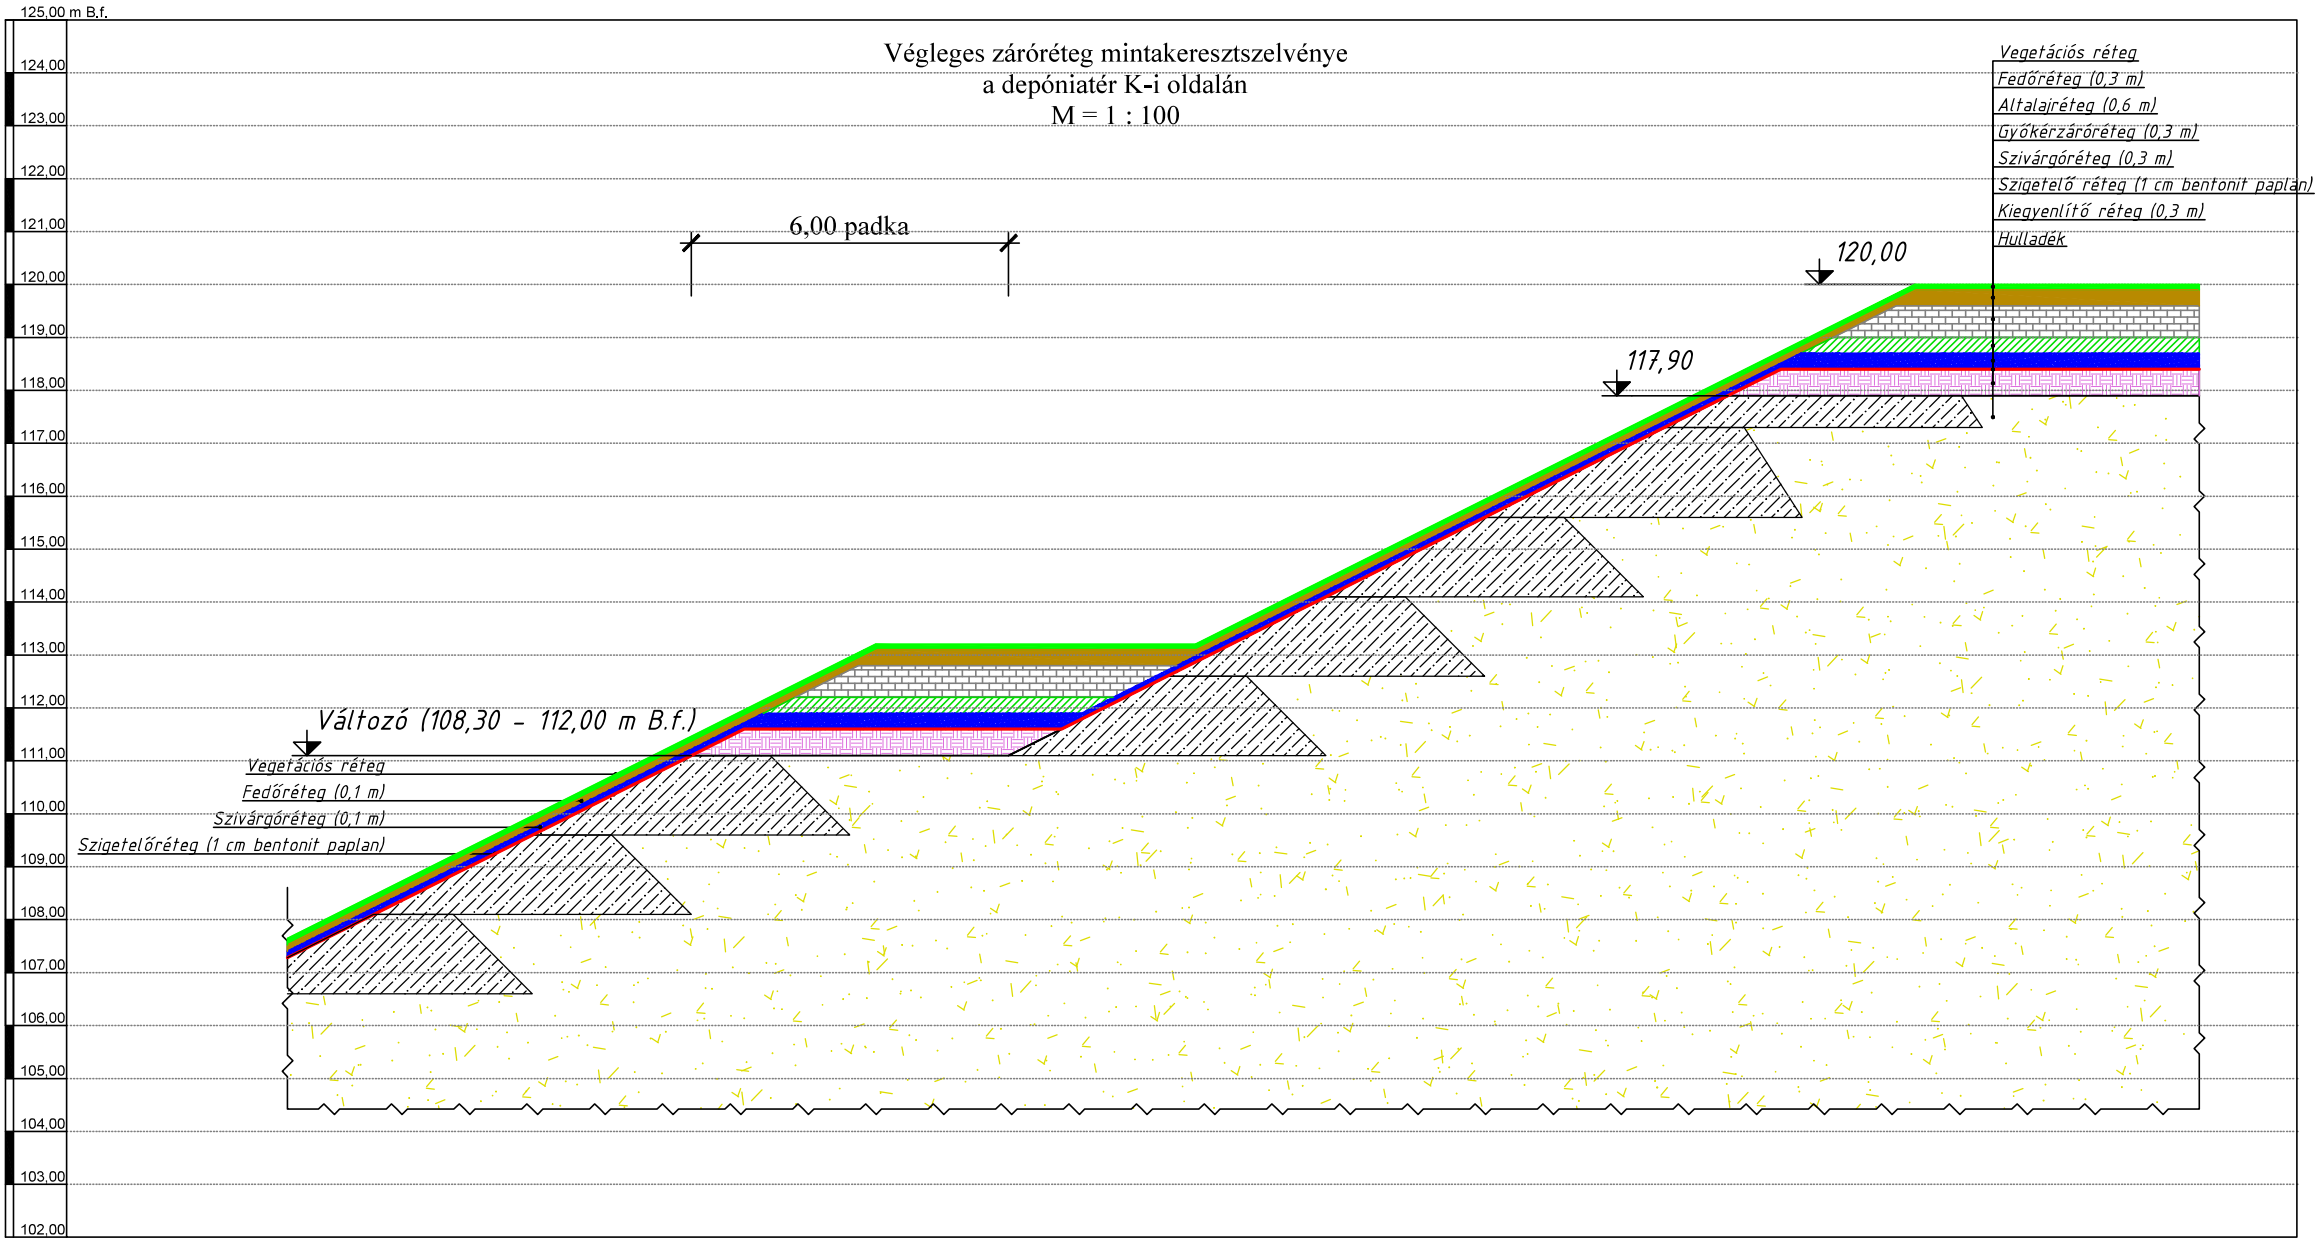 125,00 m B.f.
124,00
123,00
122,00
121,00
120,00
119,00
118,00
117,00
116,00
115,00
114,00
113,00
112,00
111,00
110,00
109,00
108,00
107,00
106,00
105,00
104,00
103,00
102,00
Végleges záróréteg mintakeresztszelvénye
a depóniatér K-i oldalán
M = 1 : 100
6,00 padka
Vegetációs réteg
Fedőréteg (0,3 m)
Altalajréteg (0,6 m)
Gyökérzáróréteg (0,3 m)
Szivárgóréteg (0,3 m)
Szigetelő réteg (1 cm bentonit paplan)
Kiegyenlítő réteg (0,3 m)
Hulladék
120,00
117,90
Változó (108,30 - 112,00 m B.f.)
Vegetációs réteg
Fedőréteg (0,1 m)
Szivárgóréteg (0,1 m)
Szigetelőréteg (1 cm bentonit paplan)